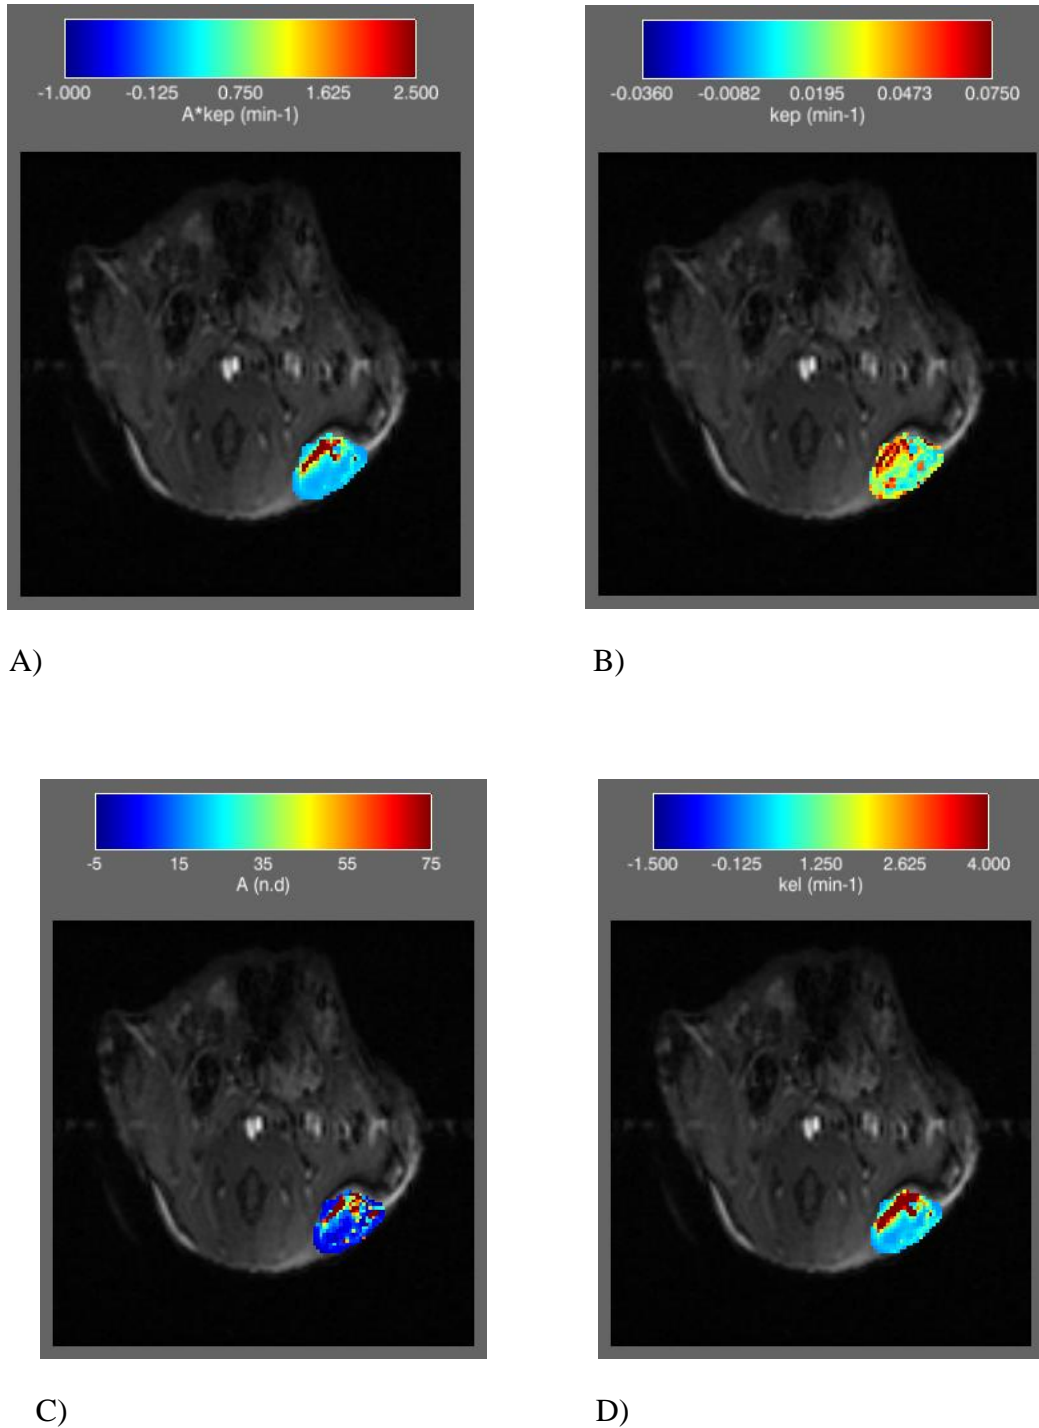 -1.000 -0.125 0.750 1.625 2.500
A*kep (min-1)
-0.0360 -0.0082 0.0195 0.0473 0.0750
kep (min-1)
A)
B)
-5 15 35 55 75
A (n.d)
-1.500 -0.125 1.250 2.625 4.000
kel (min-1)
C)
D)